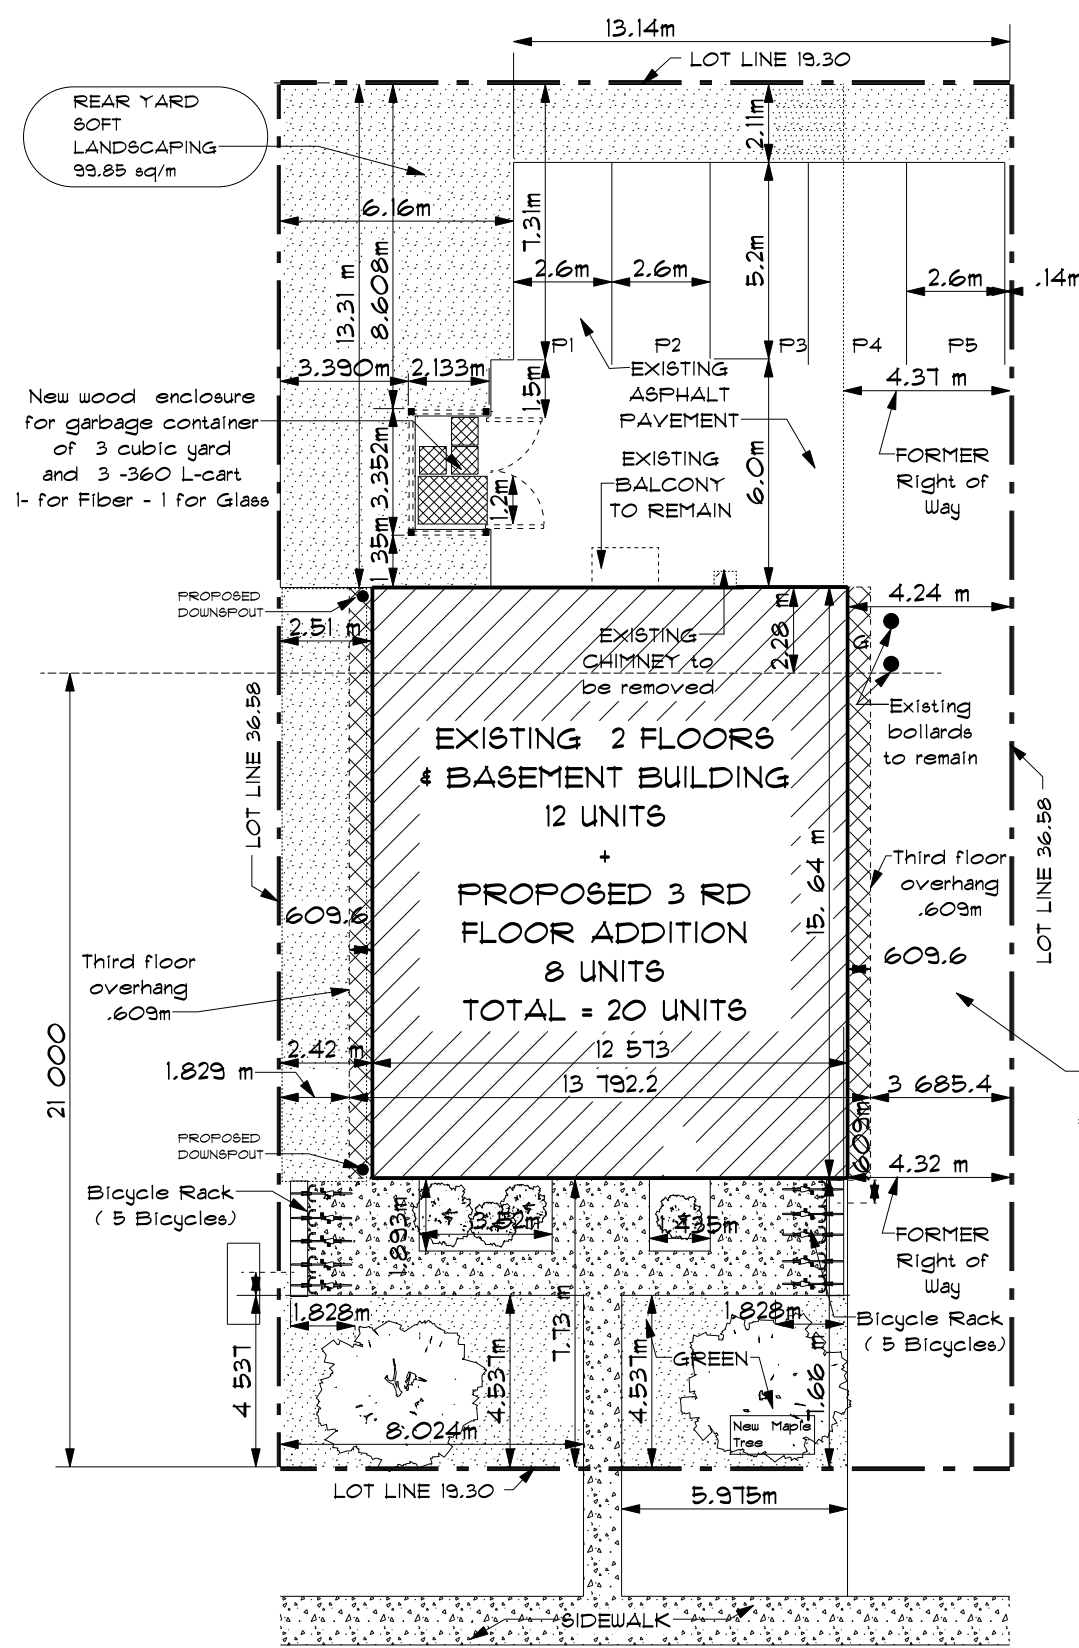 13.14m
LOT LINE 19.30
REAR YARD
SOFT
LANDSCAPING
99.85 sq/m
2.11m
6.16m
7.31m
5.2m
2.6m
2.6m
2.6m
.14m
13.31 m
8.608m
P1
P2
P3
P4
P5
3.390m
2.133m
1.5m
EXISTING
ASPHALT
PAVEMENT
4.37 m
New wood enclosure
for garbage container
of 3 cubic yard
and 3 -360 L-cart
1- for Fiber - 1 for Glass
3.352m
1.2m
EXISTING
BALCONY
TO REMAIN
6.0m
FORMER
Right of
Way
1 35m
PROPOSED
DOWNSPOUT
2.51 m
4.24 m
EXISTING
CHIMNEY to
be removed
2.28 m
G
Existing
bollards
to remain
LOT LINE 36.58
EXISTING 2 FLOORS
& BASEMENT BUILDING
12 UNITS
+
PROPOSED 3 RD
FLOOR ADDITION
8 UNITS
TOTAL = 20 UNITS
15. 64 m
Third floor
overhang
.609m
LOT LINE 36.58
609.6
609.6
Third floor
overhang
.609m
21 000
2.42 m
12 573
1.829 m
13 792.2
3 685.4
609m
PROPOSED
DOWNSPOUT
4.32 m
Bicycle Rack
( 5 Bicycles)
1.893m
3.52m
1.435m
FORMER
Right of
Way
1.828m
7.73 m
1.828m
Bicycle Rack
( 5 Bicycles)
4 537
4.537m
4.537m
GREEN
7.66 m
New Maple
Tree
8.024m
LOT LINE 19.30
5.975m
SIDEWALK